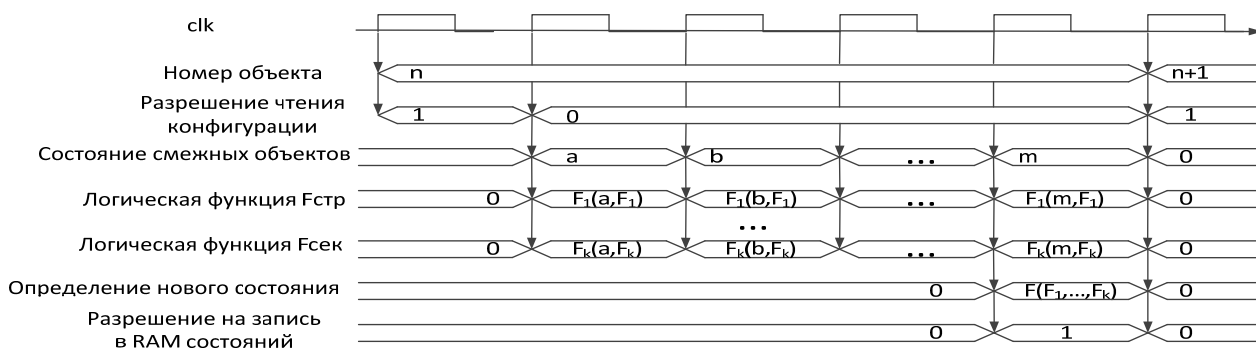 clk
Номер объекта
n
n+1
Разрешение чтения
конфигурации
1
0
1
Состояние смежных объектов
a
b
...
m
0
Логическая функция Fстр
0
F₁(a,F₁)
F₁(b,F₁)
...
F₁(m,F₁)
0
...
Логическая функция Fсек
0
Fₖ(a,Fₖ)
Fₖ(b,Fₖ)
...
Fₖ(m,Fₖ)
0
Определение нового состояния
0
F(F₁,...,Fₖ)
0
Разрешение на запись
в RAM состояний
0
1
0